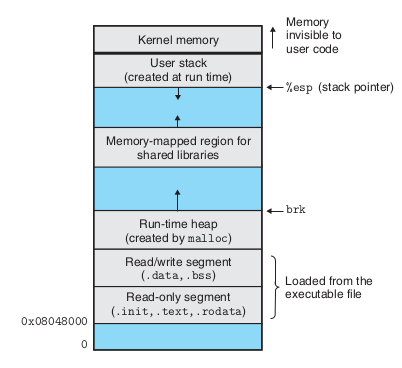 Memory
invisible to
user code
Kernel memory
User stack
(created at run time)
%esp (stack pointer)
Memory-mapped region for
shared libraries
brk
Run-time heap
(created by malloc)
Read/write segment
(.data,.bss)
Loaded from the
executable file
Read-only segment
(.init,.text,.rodata)
0x08048000
0